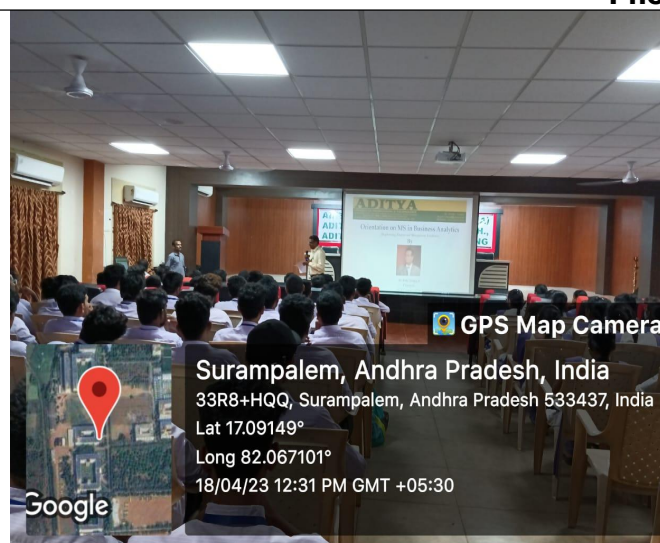 ADITYA
Orientation on MS in Business Analytics
GPS Map Camera
Surampalem, Andhra Pradesh, India
33R8+HQQ, Surampalem, Andhra Pradesh 533437, India
Lat 17.09149°
Long 82.067101°
18/04/23 12:31 PM GMT +05:30
Google